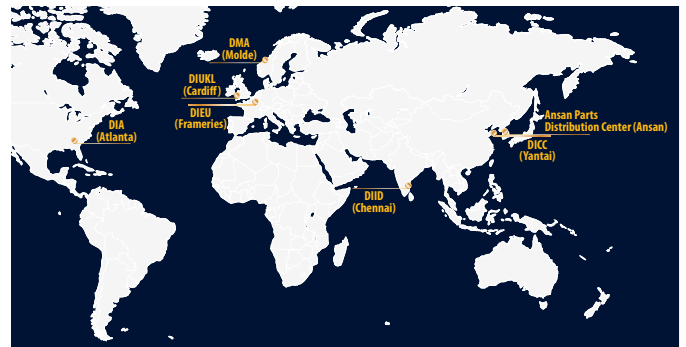 DMA
(Molde)
DIUKL
(Cardiff)
DIEU
(Frameries)
DIA
(Atlanta)
Ansan Parts
Distribution Center (Ansan)
DICC
(Yantai)
DIID
(Chennai)